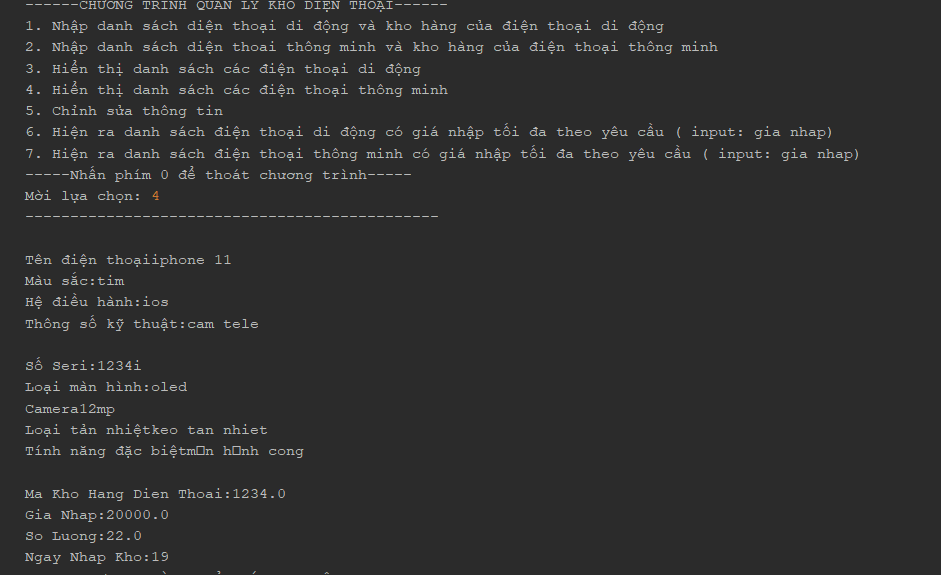 ------CHƯƠNG TRÌNH QUẢN LÝ KHO DIỆN THOẠI------
1. Nhập danh sách điện thoại di động và kho hàng của điện thoại di động
2. Nhập danh sách diện thoai thông minh và kho hàng của điện thoại thông minh
3. Hiển thị danh sách các điện thoại di động
4. Hiển thị danh sách các điện thoại thông minh
5. Chỉnh sửa thông tin
6. Hiện ra danh sách điện thoại di động có giá nhập tối đa theo yêu cầu ( input: gia nhap)
7. Hiện ra danh sách điện thoại thông minh có giá nhập tối đa theo yêu cầu ( input: gia nhap)
-----Nhấn phím 0 để thoát chương trình-----
Mời lựa chọn: 4
----------------------------------------------
Tên điện thoạiiphone 11
Màu sắc:tim
Hệ điều hành:ios
Thông số kỹ thuật:cam tele
Số Seri:1234i
Loại màn hình:oled
Camera12mp
Loại tản nhiệtkeo tan nhiet
Tính năng đặc biệtm□n h□nh cong
Ma Kho Hang Dien Thoai:1234.0
Gia Nhap:20000.0
So Luong:22.0
Ngay Nhap Kho:19